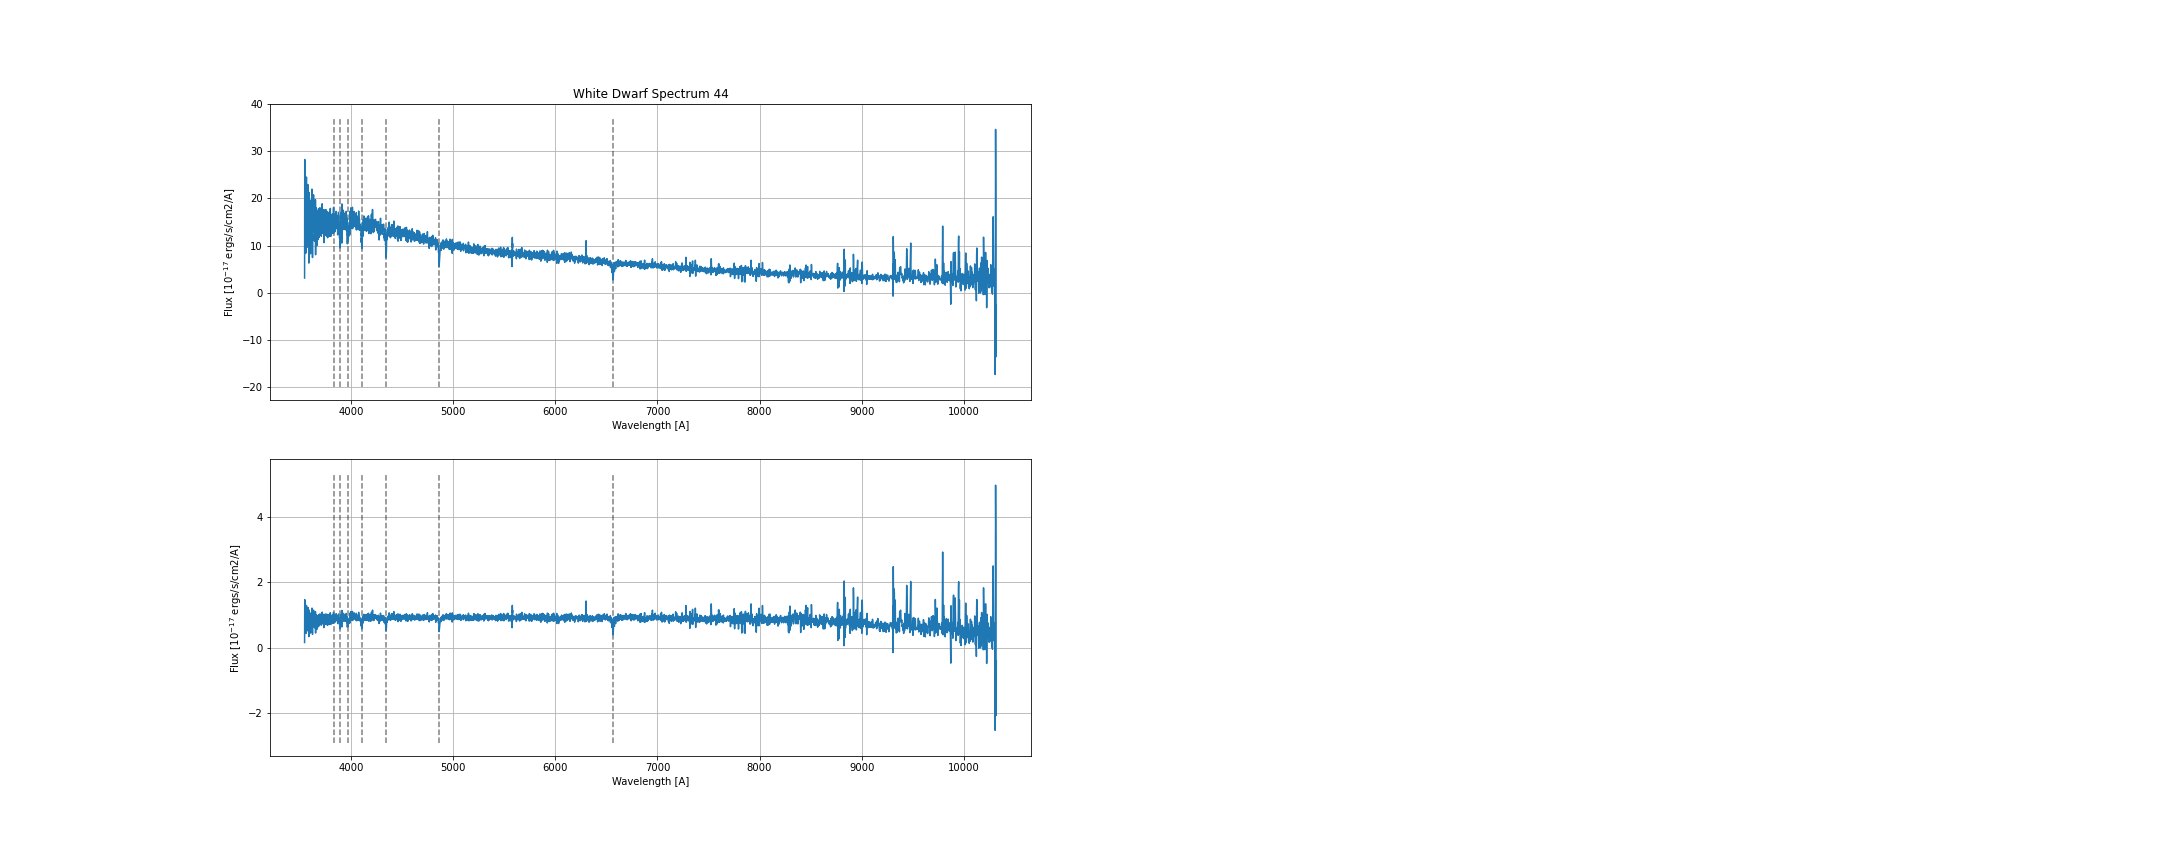 White Dwarf Spectrum 44
40
30
20
10
0
−10
−20
Flux [10⁻¹⁷ ergs/s/cm2/A]
4000 5000 6000 7000 8000 9000 10000
Wavelength [A]
4
2
0
−2
Flux [10⁻¹⁷ ergs/s/cm2/A]
4000 5000 6000 7000 8000 9000 10000
Wavelength [A]